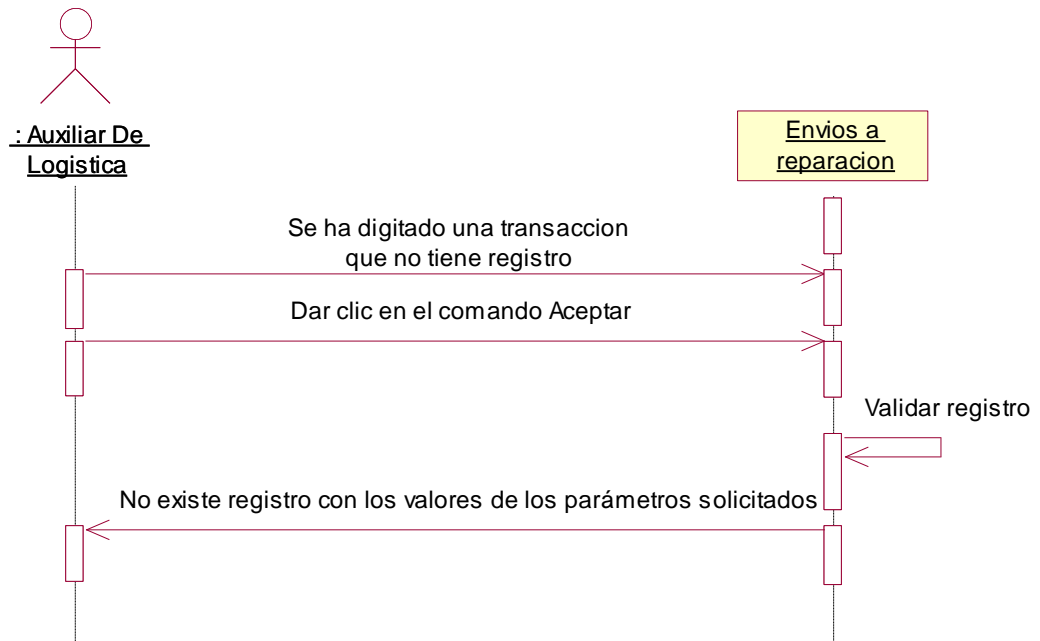 : Auxiliar De
Logistica
Envios a
reparacion
Se ha digitado una transaccion
que no tiene registro
Dar clic en el comando Aceptar
Validar registro
No existe registro con los valores de los parámetros solicitados